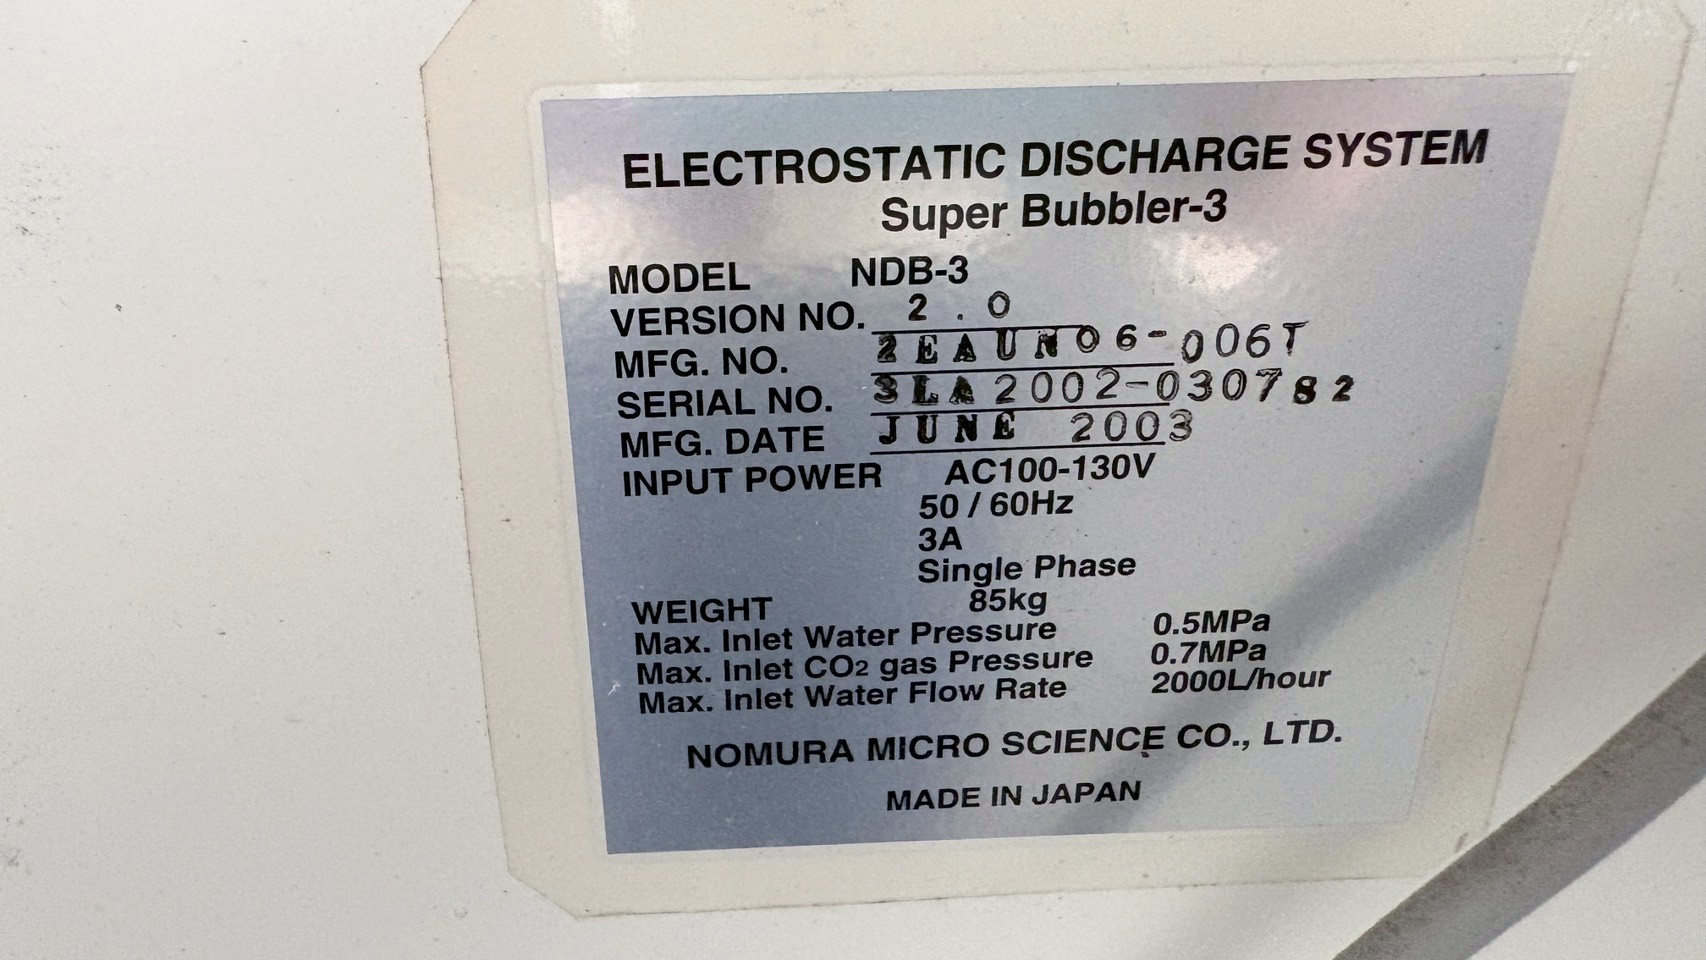 ELECTROSTATIC DISCHARGE SYSTEM
Super Bubbler-3
MODEL NDB-3
VERSION NO. 2.0
MFG. NO. 2EAUN06-006T
SERIAL NO. SLA2002-030782
MFG. DATE JUNE 2003
INPUT POWER AC100-130V
50 / 60Hz
3A
Single Phase
WEIGHT 85kg
Max. Inlet Water Pressure 0.5MPa
Max. Inlet CO2 gas Pressure 0.7MPa
Max. Inlet Water Flow Rate 2000L/hour
NOMURA MICRO SCIENCE CO., LTD.
MADE IN JAPAN